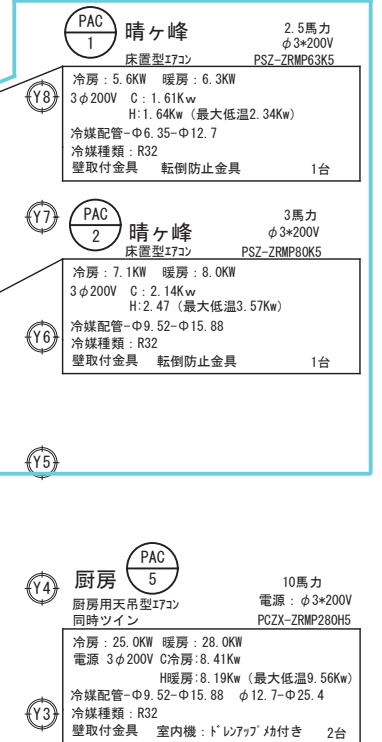 PAC
1
晴ヶ峰
2.5馬力
φ3*200V
床置型ｴｱｺﾝ PSZ-ZRMP63K5
Y8
冷房：5.6KW 暖房：6.3KW
3φ200V C：1.61Kw
H:1.64Kw（最大低温2.34Kw）
冷媒配管-Φ6.35-Φ12.7
冷媒種類：R32
壁取付金具 転倒防止金具 1台
Y7
PAC
2
晴ヶ峰
3馬力
φ3*200V
床置型ｴｱｺﾝ PSZ-ZRMP80K5
冷房：7.1KW 暖房：8.0KW
3φ200V C：2.14Kw
H:2.47（最大低温3.57Kw）
冷媒配管-Φ9.52-Φ15.88
Y6
冷媒種類：R32
壁取付金具 転倒防止金具 1台
Y5
PAC
5
Y4
厨房
10馬力
厨房用天吊型ｴｱｺﾝ 電源：φ3*200V
同時ツイン PCZX-ZRMP280H5
冷房：25.0KW 暖房：28.0KW
電源 3φ200V C冷房:8.41Kw
H暖房:8.19Kw（最大低温9.56Kw）
冷媒配管-Φ9.52-Φ15.88 φ12.7-Φ25.4
Y3
冷媒種類：R32
壁取付金具 室内機：ﾄﾞﾚﾝｱｯﾌﾟﾒｶ付き 2台